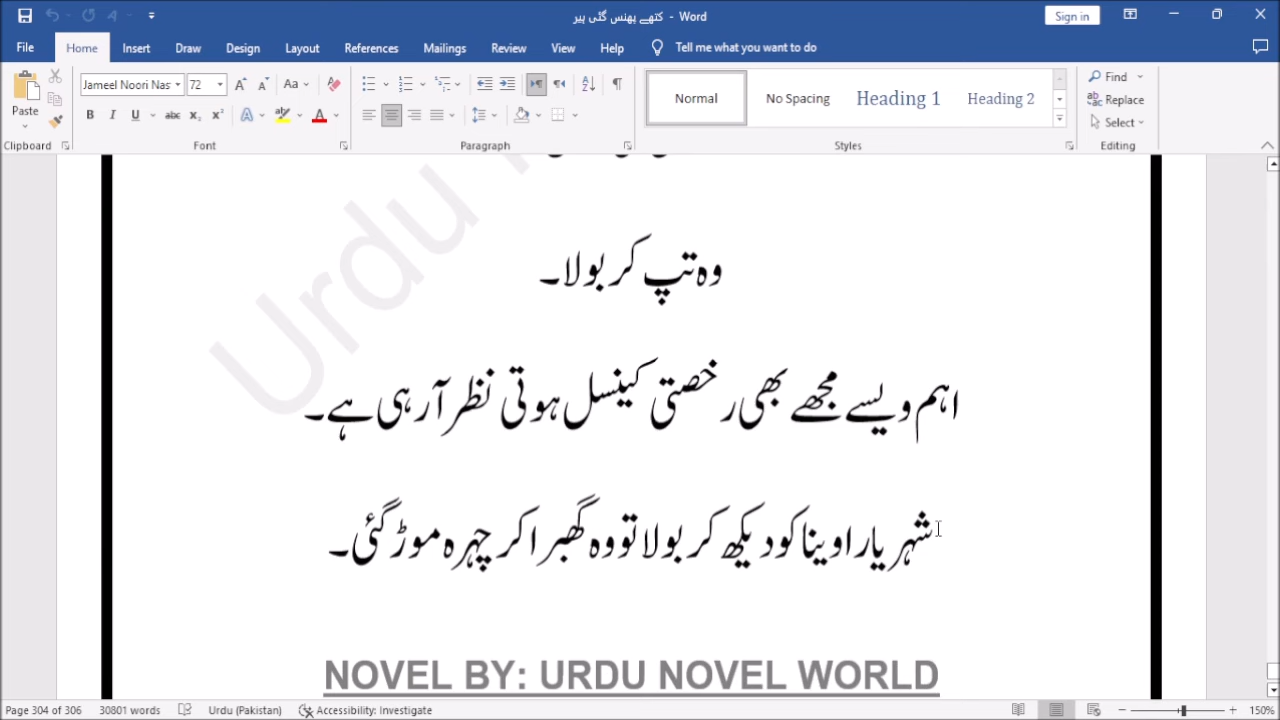 کتھے پھنس گئی پیر - Word
Sign in
File Home Insert Draw Design Layout References Mailings Review View Help Tell me what you want to do
Paste
Jameel Noori Nas 72
Normal No Spacing Heading 1 Heading 2
Find
Replace
Select
Clipboard Font Paragraph Styles Editing
Urdu
وہ تپ کر بولا۔
اہم ویسے مجھے بھی رخصتی کینسل ہوتی نظر آرہی ہے۔
شہریار اوینا کو دیکھ کر بولا تو وہ گھبرا کر چہرہ موڑ گئی۔
NOVEL BY: URDU NOVEL WORLD
Page 304 of 306 30801 words Urdu (Pakistan) Accessibility: Investigate 150%